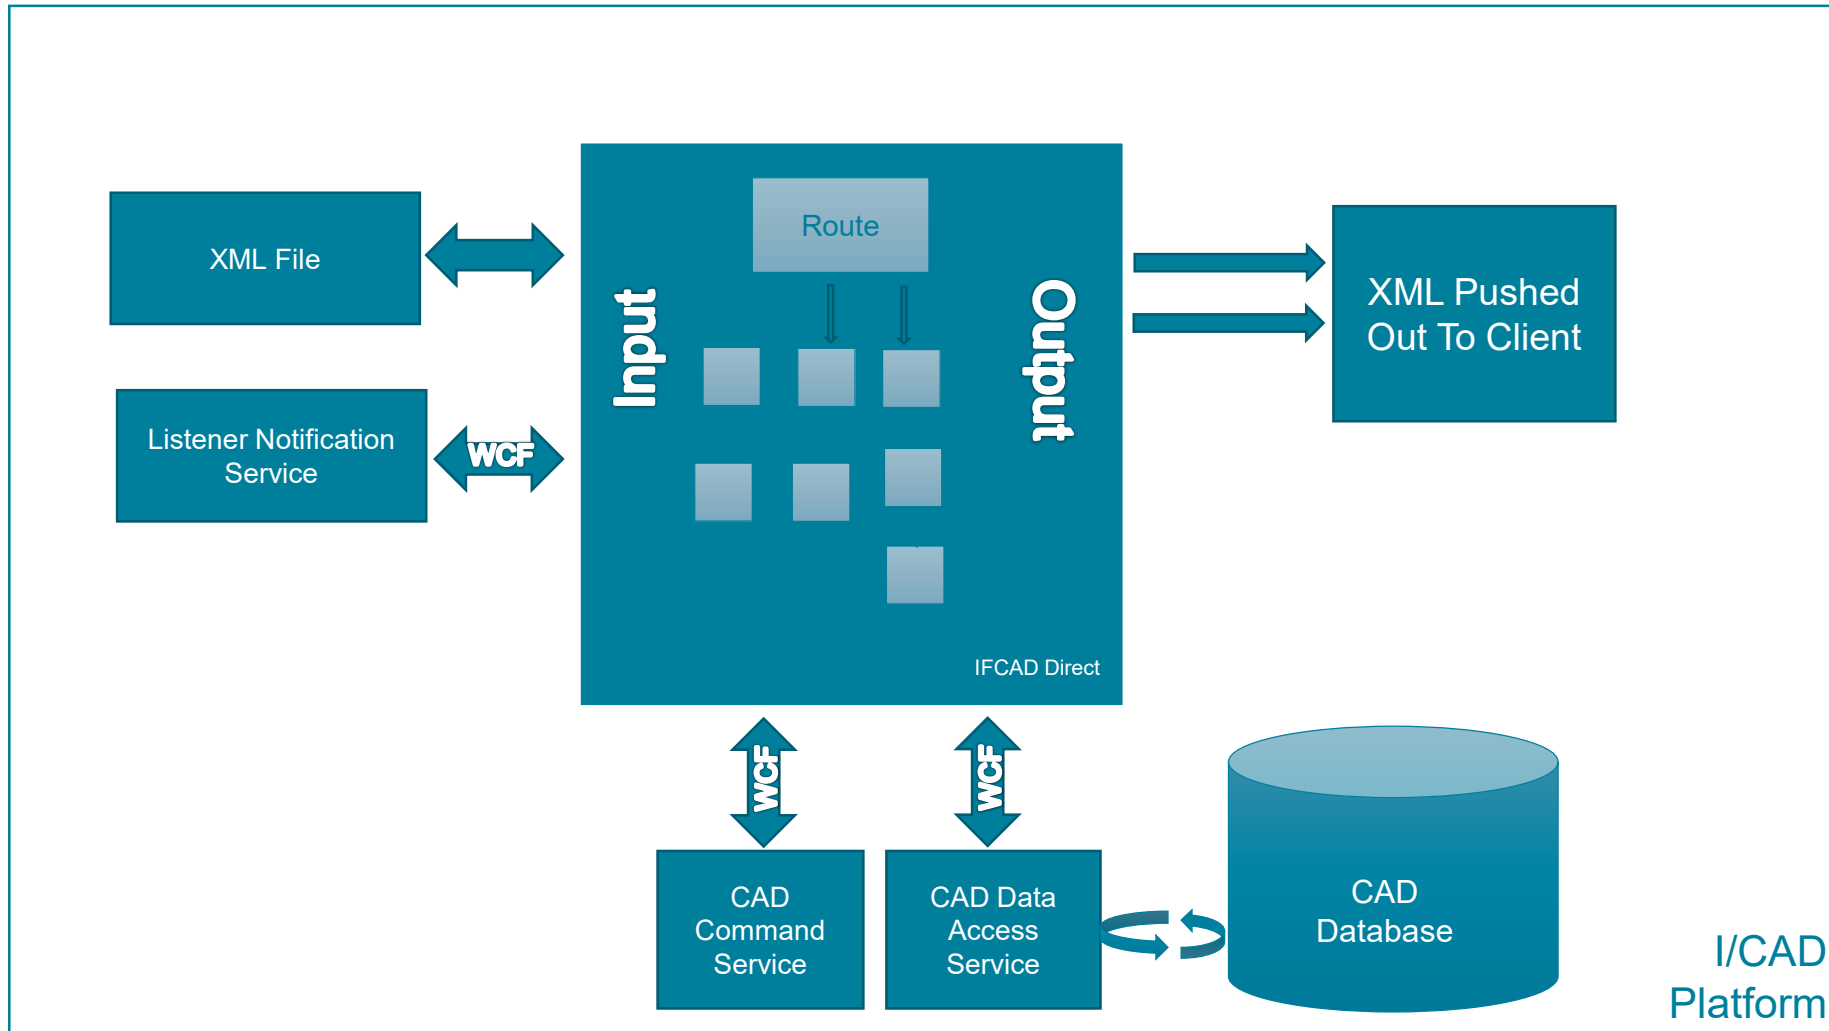 XML File
Listener Notification
Service
WCF
Route
Input
Output
IFCAD Direct
XML Pushed
Out To Client
WCF
WCF
CAD
Command
Service
CAD Data
Access
Service
CAD
Database
I/CAD
Platform